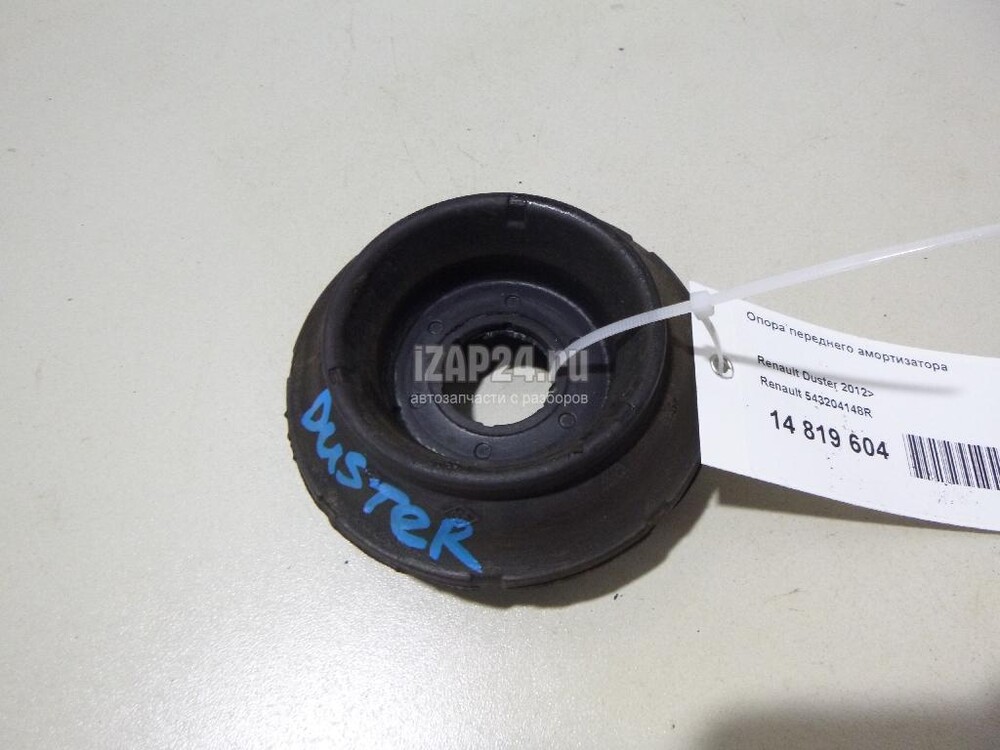 iZAP24.ru
автозапчасти с разборов
DUSTER
Опора переднего амортизатора
Renault Duster 2012>
Renault 543204148R
14 819 604